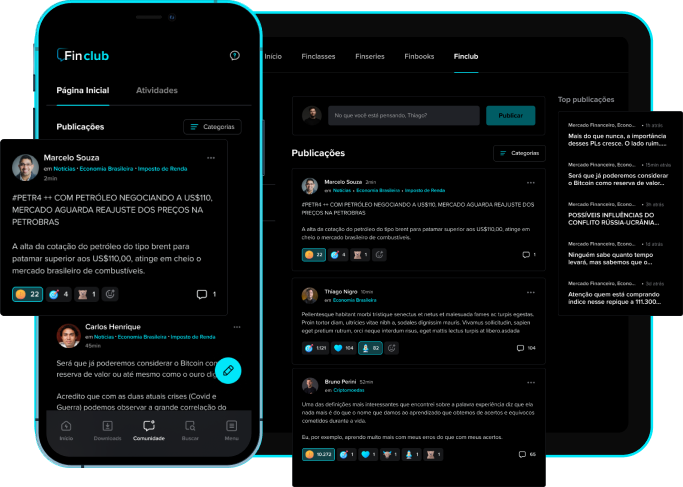 Finclub
Página Inicial
Atividades
Publicações
Categorias
Marcelo Souza
em Notícias • Economia Brasileira • Imposto de Renda
2min
#PETR4 ++ COM PETRÓLEO NEGOCIANDO A US$110,
MERCADO AGUARDA REAJUSTE DOS PREÇOS NA
PETROBRAS
A alta da cotação do petróleo do tipo brent para
patamar superior aos US$110,00, atinge em cheio o
mercado brasileiro de combustíveis.
22
4
1
1
Carlos Henrique
em Notícias • Economia Brasileira • Imposto de Renda
45min
Será que já poderemos considerar o Bitcoin com
reserva de valor ou até mesmo como o ouro dig
Acredito que com as duas atuais crises (Covid e
Guerra) podemos observar a grande correlação do
Início
Downloads
Comunidade
Buscar
Menu
Início
Finclasses
Finseries
Finbooks
Finclub
No que você está pensando, Thiago?
Publicar
Publicações
Categorias
Marcelo Souza 2min
em Notícias • Economia Brasileira • Imposto de Renda
#PETR4 ++ COM PETRÓLEO NEGOCIANDO A US$110, MERCADO AGUARDA REAJUSTE DOS PREÇOS NA
PETROBRAS
A alta da cotação do petróleo do tipo brent para patamar superior aos US$110,00, atinge em
cheio o mercado brasileiro de combustíveis.
22
4
1
1
Thiago Nigro 10min
em Economia Brasileira
Pellentesque habitant morbi tristique senectus et netus et malesuada fames ac turpis egestas.
Proin tortor diam, ultricies vitae nibh a, sodales dignissim mauris. Vivamus sollicitudin, sapien
eget pretium rutrum, orci neque interdum risus, eget mattis lectus turpis at libero.asdade
1.121
104
82
104
Bruno Perini 52min
em Criptomoedas
Uma das definições mais interessantes que encontrei sobre a palavra experiência diz que ela
nada mais é do que o nome que damos ao aprendizado que obtemos de acertos e equívocos
cometidos durante a vida.
Eu, por exemplo, aprendo muito mais com meus erros do que com meus acertos.
10.272
1
1
1
1
1
65
Top publicações
Mercado Financeiro, Econo... • 1h atrás
Mais do que nunca, a importância
desses PLs cresce. O lado ruim....
Mercado Financeiro, Econo... • 15min atrás
Será que já poderemos considerar
o Bitcoin como reserva de valor...
Mercado Financeiro, Econo... • 3h atrás
POSSÍVEIS INFLUÊNCIAS DO
CONFLITO RÚSSIA-UCRÂNIA...
Mercado Financeiro, Econo... • 1d atrás
Ninguém sabe quanto tempo
levará, mas sabemos que o...
Mercado Financeiro, Econo... • 3d atrás
Atenção quem está comprando
índice nesse repique a 111.300...